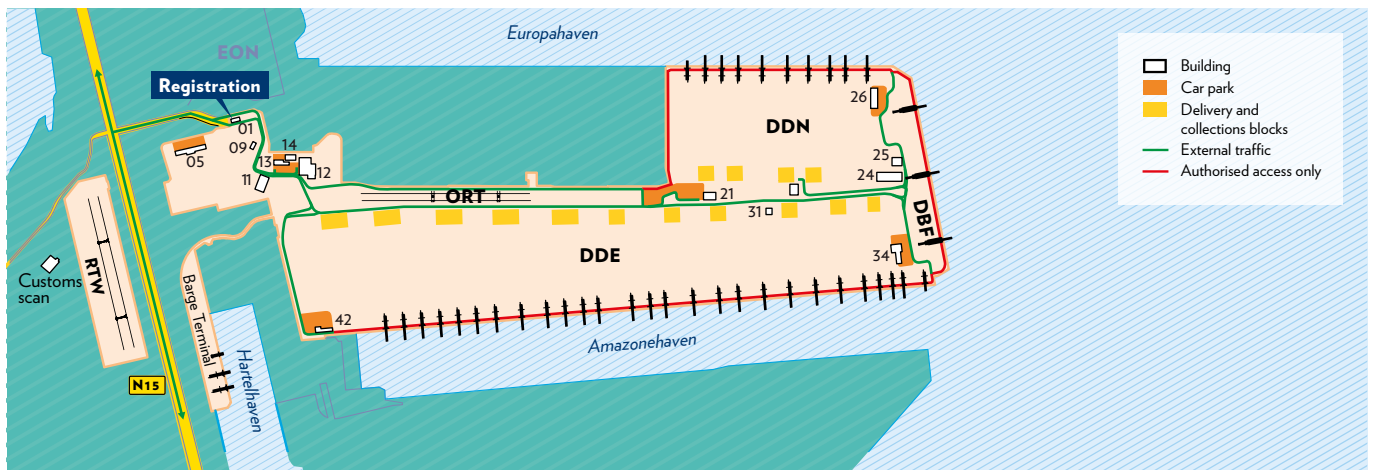 Europahaven
EON
Registration
01
09
05
14
13
12
11
ORT
DDN
26
25
24
21
31
DBF
DDE
34
42
RTW
Customs
scan
Barge Terminal
Hartelhaven
N15
Amazonehaven
Building
Car park
Delivery and
collections blocks
External traffic
Authorised access only